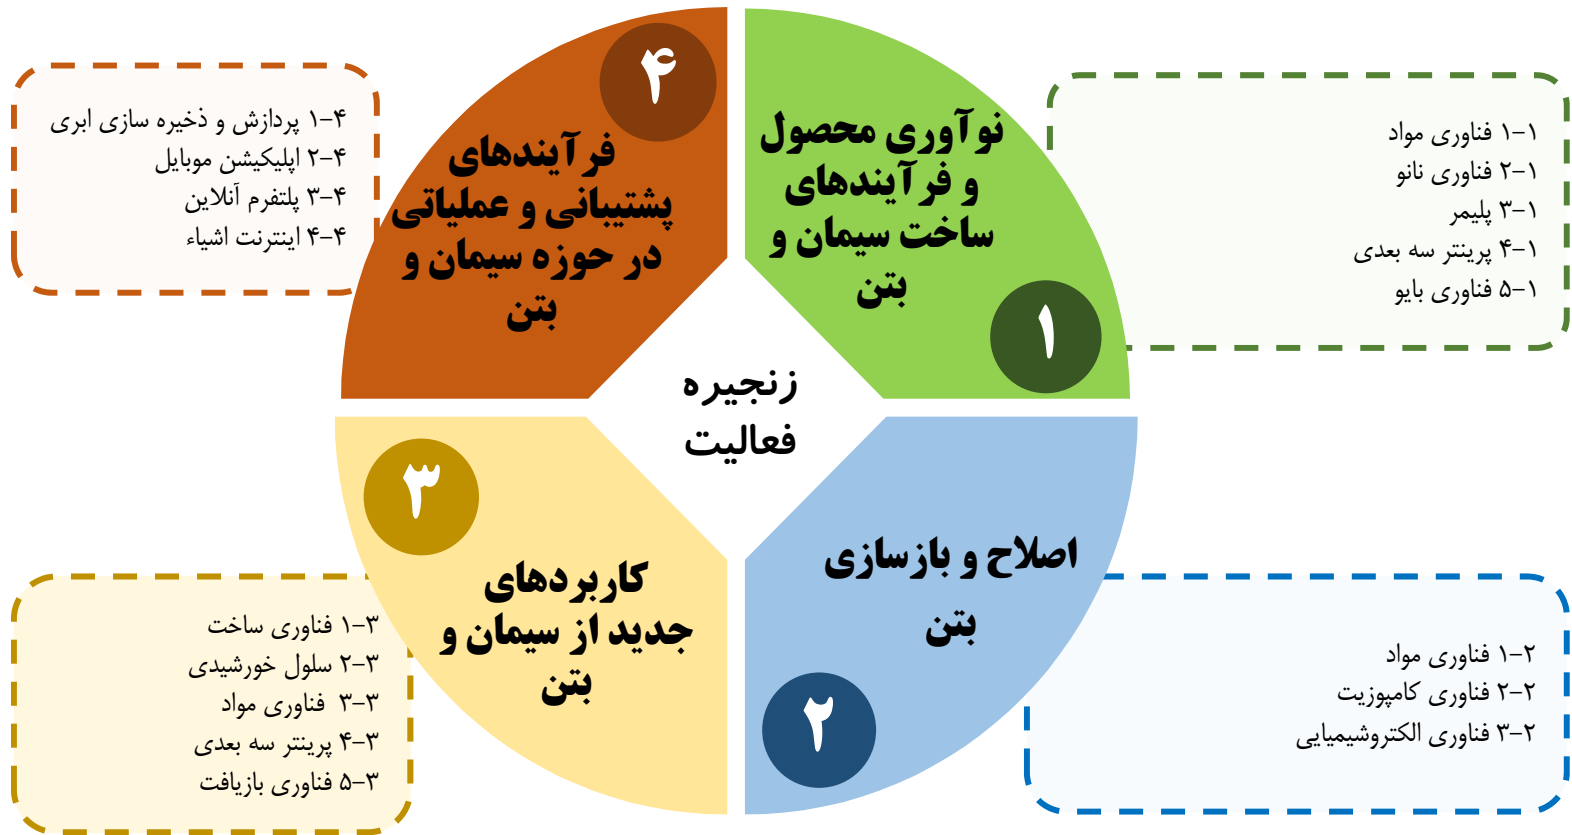 زنجیره
فعالیت
۱
نوآوری محصول
و فرآیندهای
ساخت سیمان و
بتن
۱-۱ فناوری مواد
۲-۱ فناوری نانو
۳-۱ پلیمر
۴-۱ پرینتر سه بعدی
۵-۱ فناوری بایو
۲
اصلاح و بازسازی
بتن
۱-۲ فناوری مواد
۲-۲ فناوری کامپوزیت
۳-۲ فناوری الکتروشیمیایی
۳
کاربردهای
جدید از سیمان و
بتن
۱-۳ فناوری ساخت
۲-۳ سلول خورشیدی
۳-۳ فناوری مواد
۴-۳ پرینتر سه بعدی
۵-۳ فناوری بازیافت
۴
فرآیندهای
پشتیبانی و عملیاتی
در حوزه سیمان و
بتن
۱-۴ پردازش و ذخیره سازی ابری
۲-۴ اپلیکیشن موبایل
۳-۴ پلتفرم آنلاین
۴-۴ اینترنت اشیاء